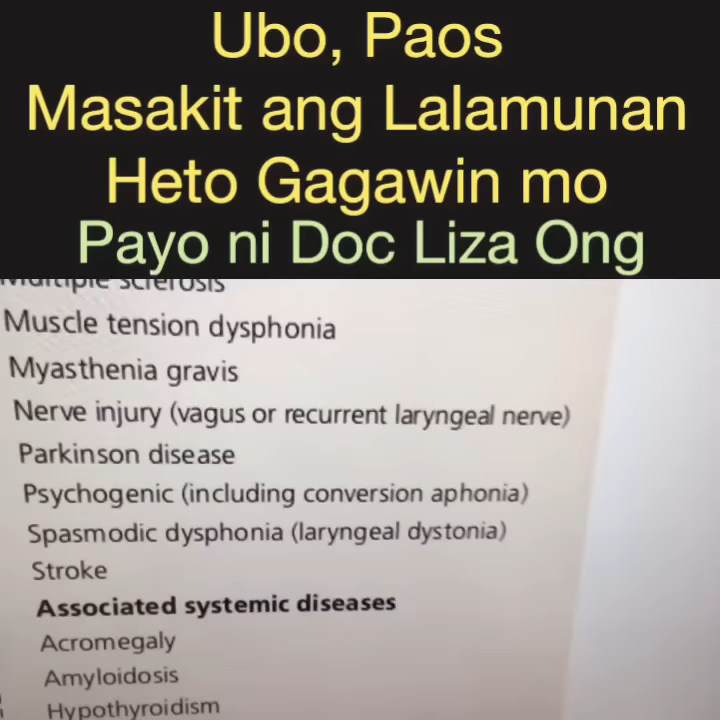 Ubo, Paos
Masakit ang Lalamunan
Heto Gagawin mo
Payo ni Doc Liza Ong
Multiple sclerosis
Muscle tension dysphonia
Myasthenia gravis
Nerve injury (vagus or recurrent laryngeal nerve)
Parkinson disease
Psychogenic (including conversion aphonia)
Spasmodic dysphonia (laryngeal dystonia)
Stroke
Associated systemic diseases
Acromegaly
Amyloidosis
Hypothyroidism